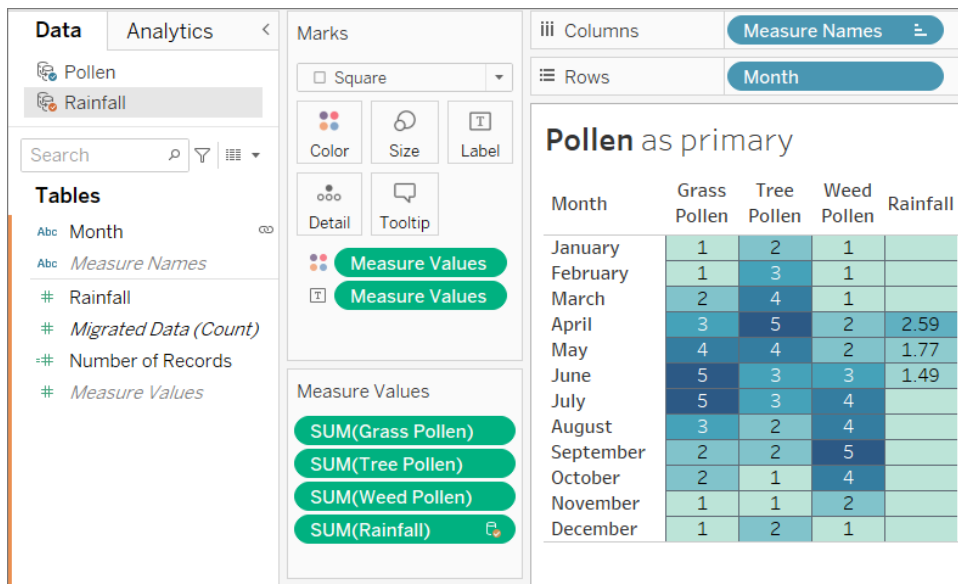 Data Analytics
Pollen
Rainfall
Search
Tables
Abc Month
Abc Measure Names
# Rainfall
# Migrated Data (Count)
=# Number of Records
# Measure Values
Marks
Square
Color Size Label
Detail Tooltip
Measure Values
Measure Values
Measure Values
SUM(Grass Pollen)
SUM(Tree Pollen)
SUM(Weed Pollen)
SUM(Rainfall)
iii Columns Measure Names
Rows Month
Pollen as primary
Month Grass Pollen Tree Pollen Weed Pollen Rainfall
January 1 2 1
February 1 3 1
March 2 4 1
April 3 5 2 2.59
May 4 4 2 1.77
June 5 3 3 1.49
July 5 3 4
August 3 2 4
September 2 2 5
October 2 1 4
November 1 1 2
December 1 2 1